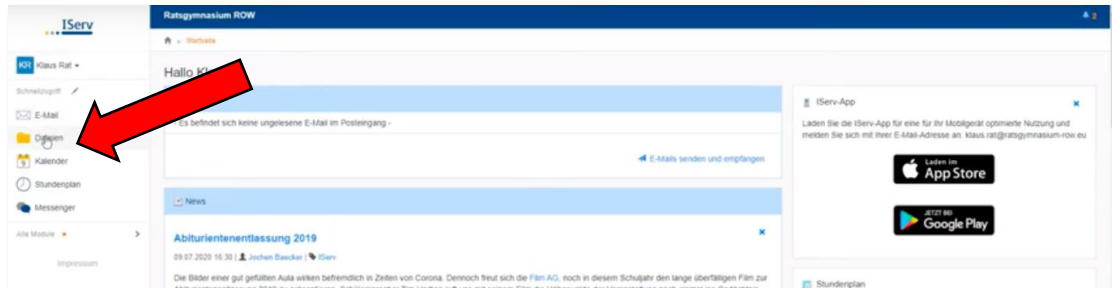 IServ
Ratsgymnasium ROW
2
Startseite
KR Klaus Rat
Hallo
Schnellzugriff
E-Mail
- Es befindet sich keine ungelesene E-Mail im Posteingang -
Dateien
Kalender
E-Mails senden und empfangen
Stundenplan
Messenger
News
Alle Module
Abiturientenentlassung 2019
09.07.2020 16:30 | Jochen Baecker | IServ
Impressum
Die Bilder einer gut gefüllten Aula wirken befremdlich in Zeiten von Corona. Dennoch freut sich die Film AG, noch in diesem Schuljahr den lange überfälligen Film zur
IServ-App
Laden Sie die IServ-App für eine für Ihr Mobilgerät optimierte Nutzung und
melden Sie sich mit Ihrer E-Mail-Adresse an: klaus.rat@ratsgymnasium-row.eu
Laden im
App Store
JETZT BEI
Google Play
Stundenplan